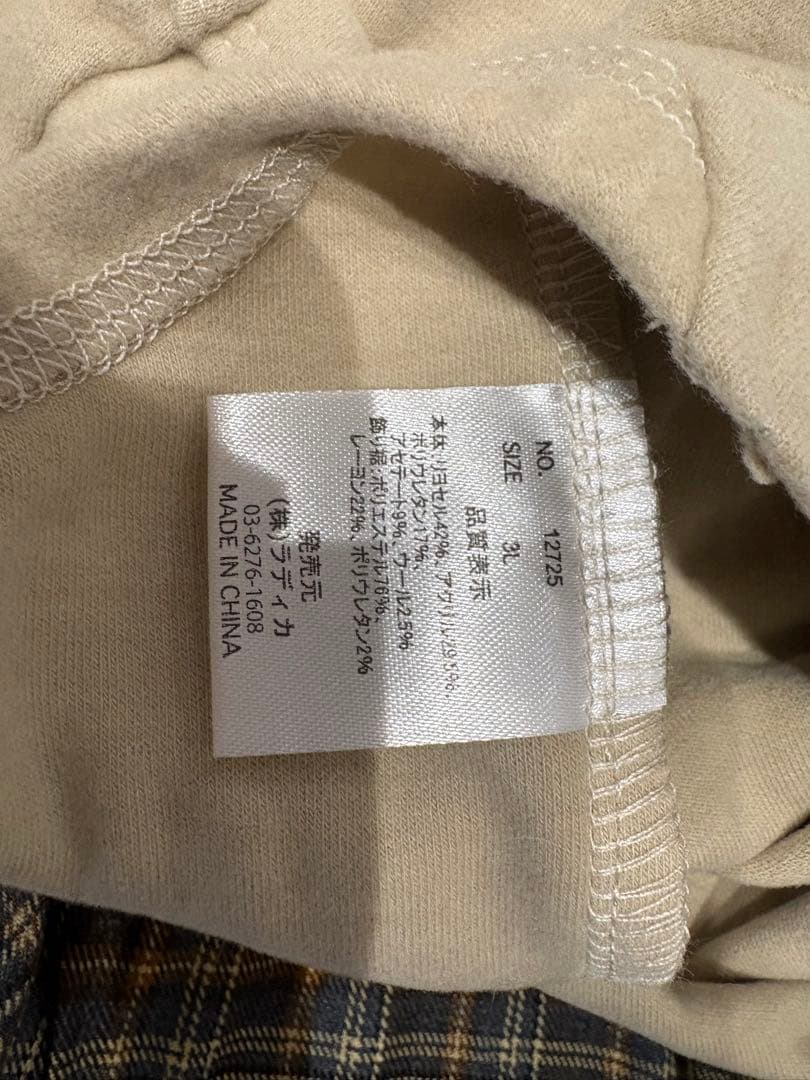 NO. 12725
SIZE 3L
品質表示
本体:リヨセル42%、アクリル29.5%、
ポリウレタン17%、
アセテート9%、ウール2.5%
飾り裾:ポリエステル76%、
レーヨン22%、ポリウレタン2%
発売元
(株)ラディカ
03-6276-1608
MADE IN CHINA